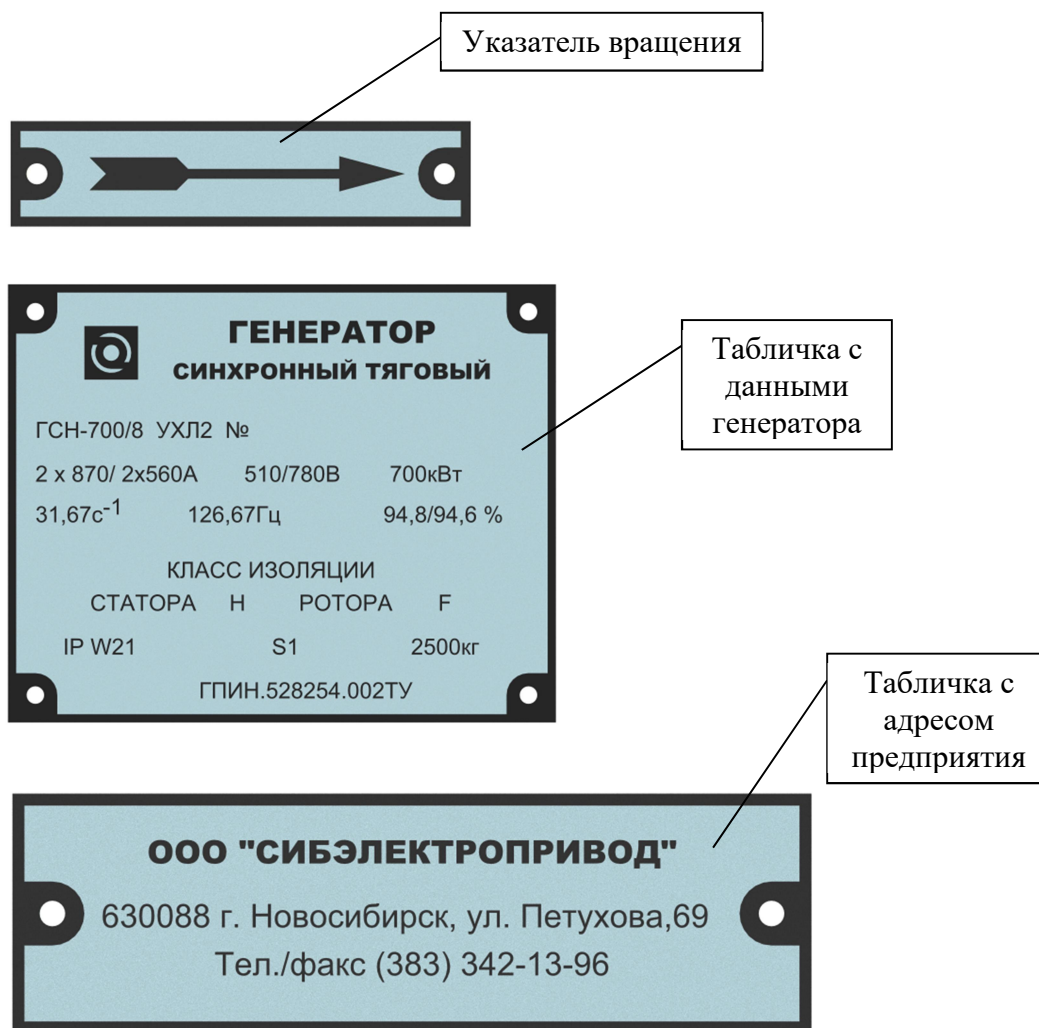 Указатель вращения
ГЕНЕРАТОР
СИНХРОННЫЙ ТЯГОВЫЙ
Табличка с
данными
генератора
ГСН-700/8 УХЛ2 №
2 х 870/ 2х560А 510/780В 700кВт
31,67с-1 126,67Гц 94,8/94,6 %
КЛАСС ИЗОЛЯЦИИ
СТАТОРА Н РОТОРА F
IP W21 S1 2500кг
ГПИН.528254.002ТУ
Табличка с
адресом
предприятия
ООО "СИБЭЛЕКТРОПРИВОД"
630088 г. Новосибирск, ул. Петухова,69
Тел./факс (383) 342-13-96